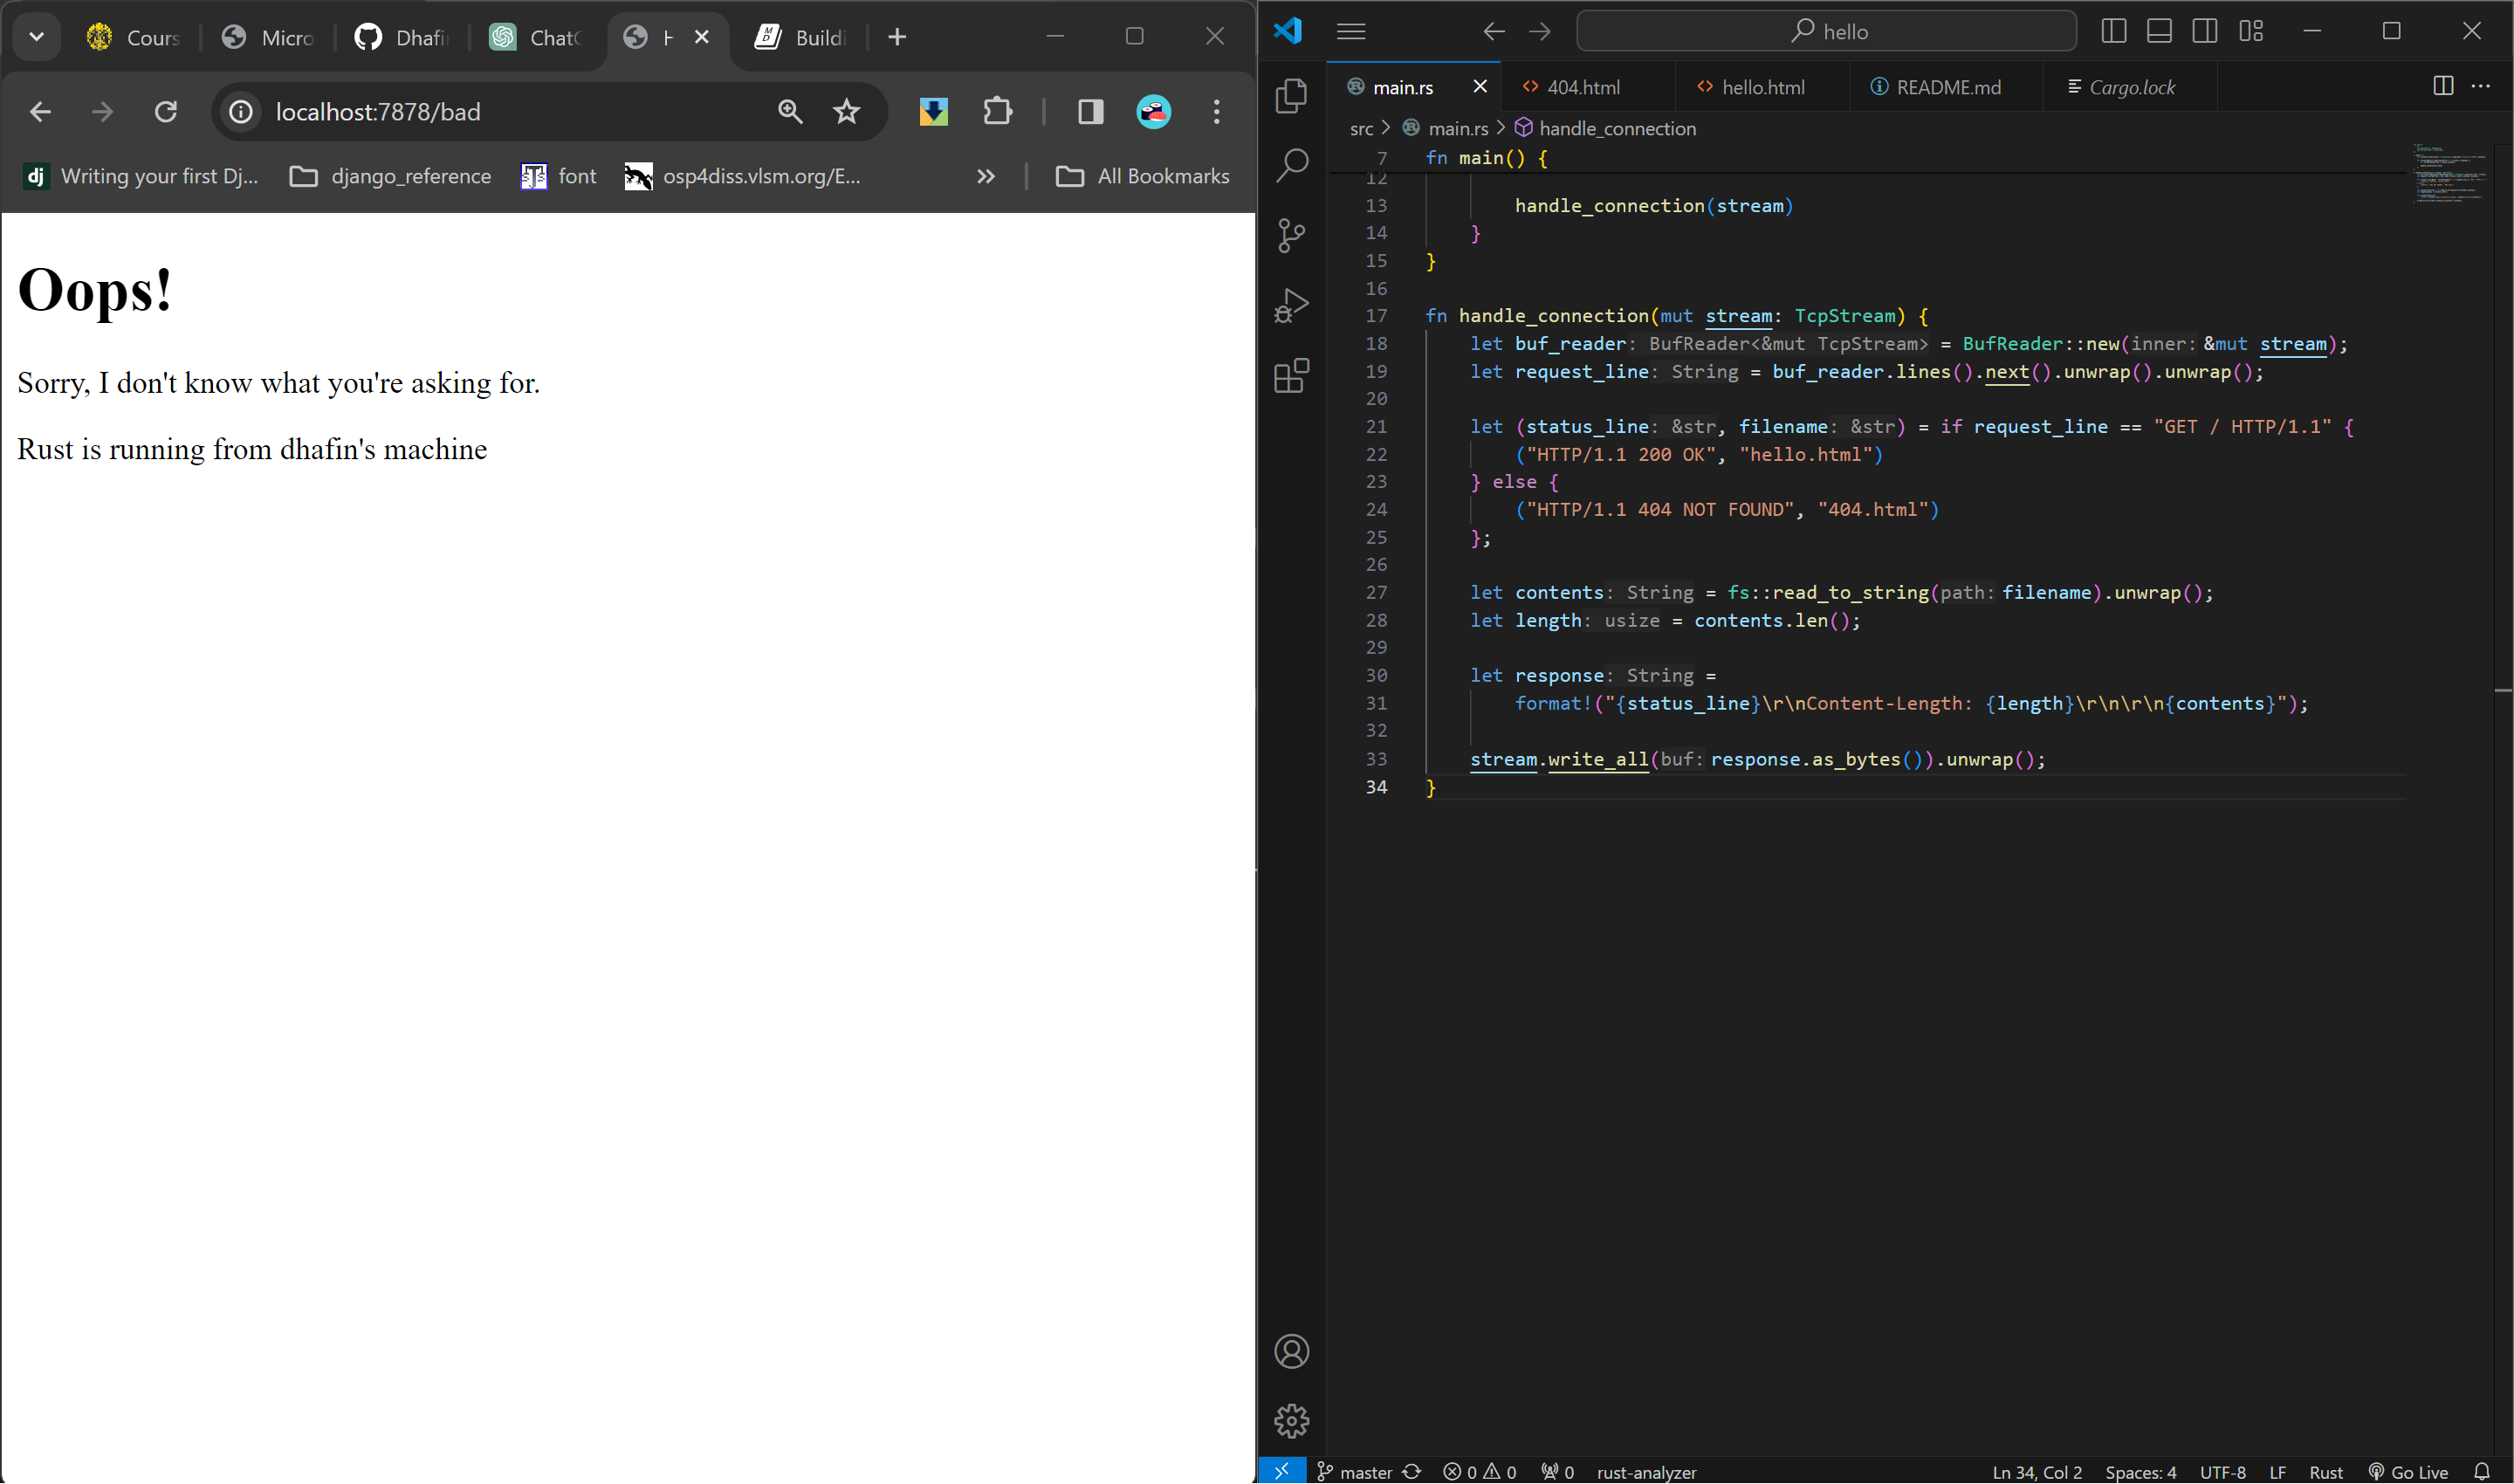 Cours
Micro
Dhafi
ChatG
H
Buildi
localhost:7878/bad
dj Writing your first Dj...
django_reference
font
osp4diss.vlsm.org/E...
All Bookmarks
Oops!
Sorry, I don't know what you're asking for.
Rust is running from dhafin's machine
hello
main.rs
404.html
hello.html
README.md
Cargo.lock
src > main.rs > handle_connection
7 fn main() {
12
13 handle_connection(stream)
14 }
15 }
16
17 fn handle_connection(mut stream: TcpStream) {
18 let buf_reader: BufReader<&mut TcpStream> = BufReader::new(inner: &mut stream);
19 let request_line: String = buf_reader.lines().next().unwrap().unwrap();
20
21 let (status_line: &str, filename: &str) = if request_line == "GET / HTTP/1.1" {
22 ("HTTP/1.1 200 OK", "hello.html")
23 } else {
24 ("HTTP/1.1 404 NOT FOUND", "404.html")
25 };
26
27 let contents: String = fs::read_to_string(path: filename).unwrap();
28 let length: usize = contents.len();
29
30 let response: String =
31 format!("{status_line}\r\nContent-Length: {length}\r\n\r\n{contents}");
32
33 stream.write_all(buf: response.as_bytes()).unwrap();
34 }
master
0
0
0
rust-analyzer
Ln 34, Col 2
Spaces: 4
UTF-8
LF
Rust
Go Live